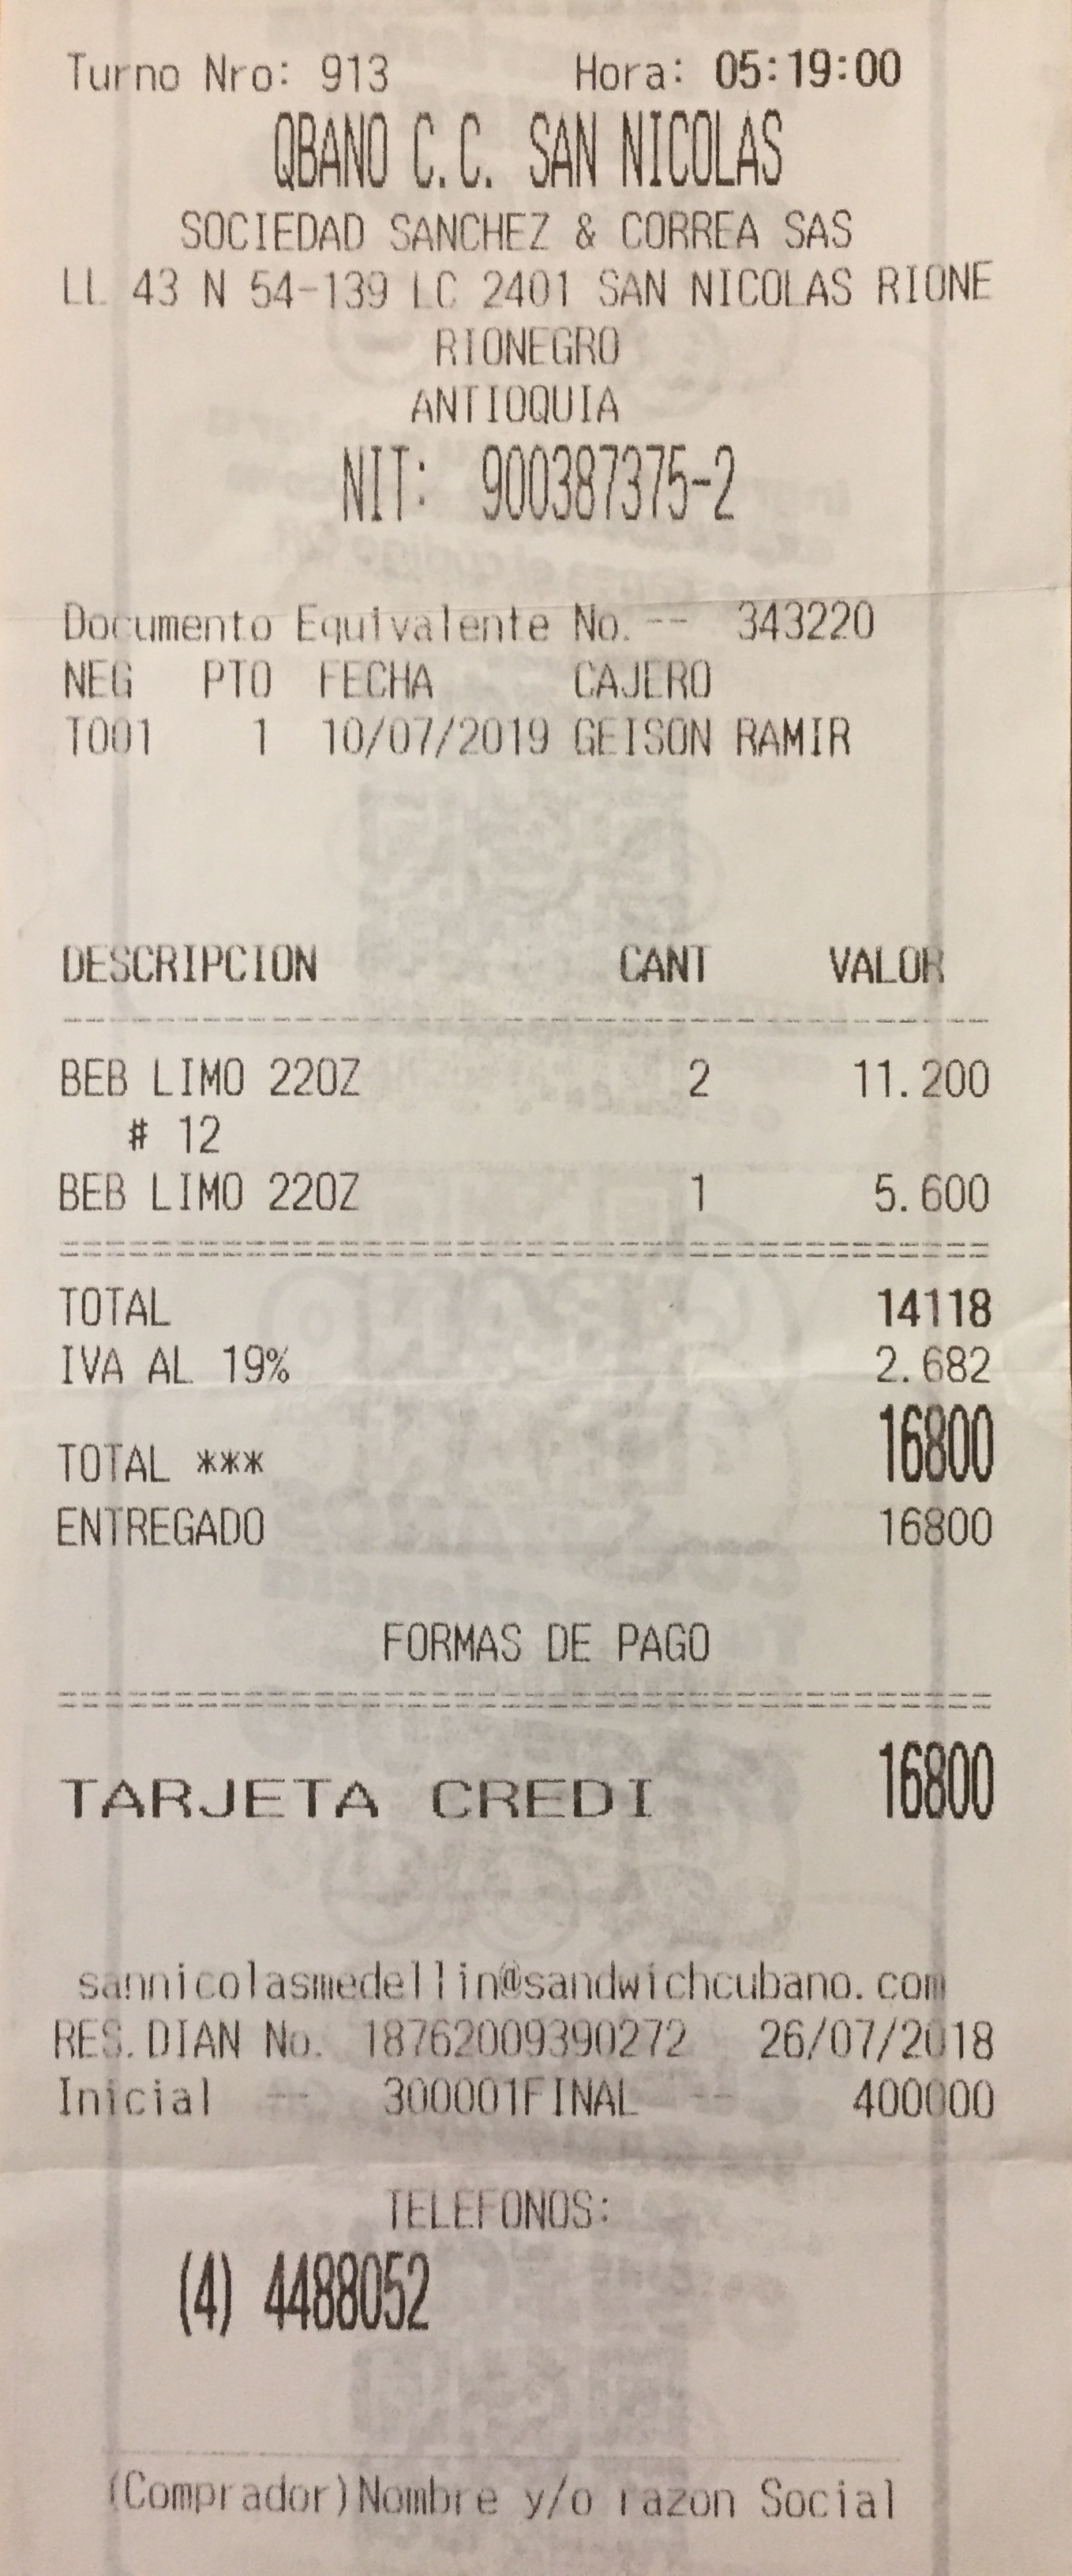 Turno Nro: 913 Hora: 05:19:00
QBANO C.C. SAN NICOLAS
SOCIEDAD SANCHEZ & CORREA SAS
LL 43 N 54-139 LC 2401 SAN NICOLAS RIONE
RIONEGRO
ANTIOQUIA
NIT: 900387375-2
Documento Equivalente No.-- 343220
NEG PTO FECHA CAJERO
T001 1 10/07/2019 GEISON RAMIR
DESCRIPCION CANT VALOR
BEB LIMO 22OZ 2 11.200
# 12
BEB LIMO 22OZ 1 5.600
TOTAL 14118
IVA AL 19% 2.682
TOTAL *** 16800
ENTREGADO 16800
FORMAS DE PAGO
TARJETA CREDI 16800
sannicolasmedellin@sandwichcubano.com
RES.DIAN No. 18762009390272 26/07/2018
Inicial -- 300001FINAL -- 400000
TELEFONOS:
(4) 4488052
(Comprador)Nombre y/o razon Social